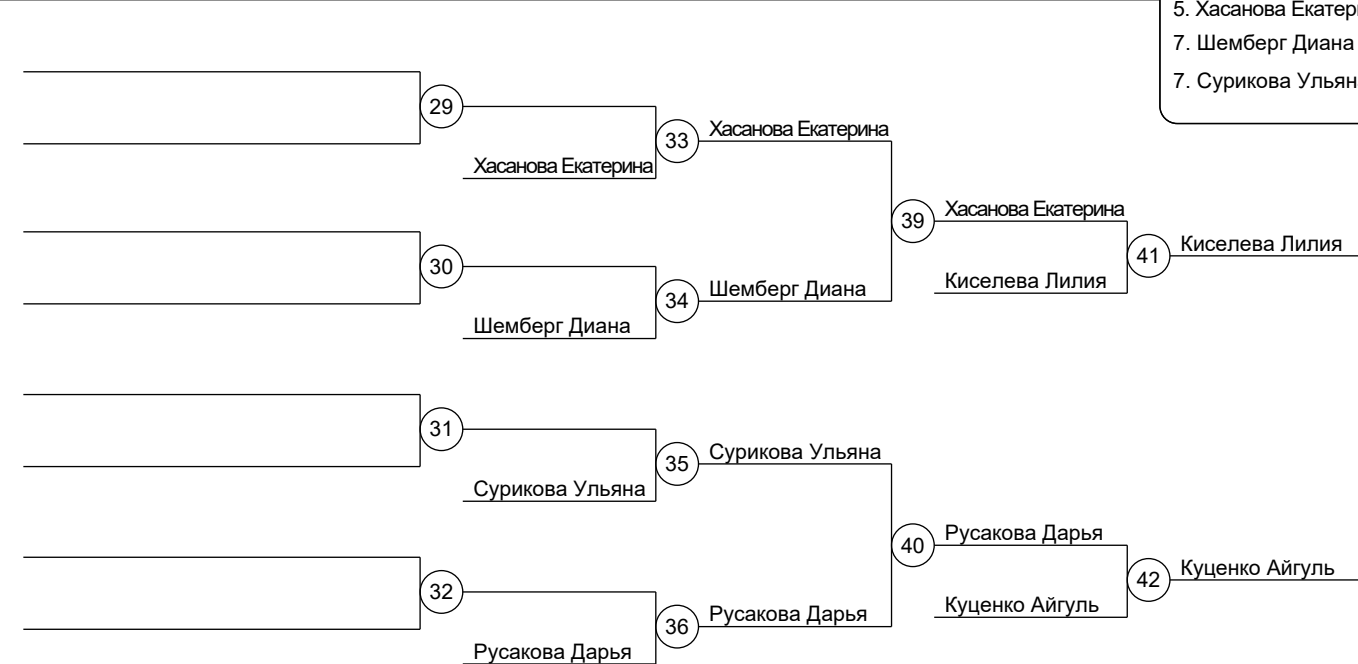 5. Хасанова Екатер
7. Шемберг Диана
7. Сурикова Ульян
29
Хасанова Екатерина
33
Хасанова Екатерина
30
Шемберг Диана
34
Шемберг Диана
39
Хасанова Екатерина
Киселева Лилия
41
Киселева Лилия
31
Сурикова Ульяна
35
Сурикова Ульяна
32
Русакова Дарья
36
Русакова Дарья
40
Русакова Дарья
Куценко Айгуль
42
Куценко Айгуль